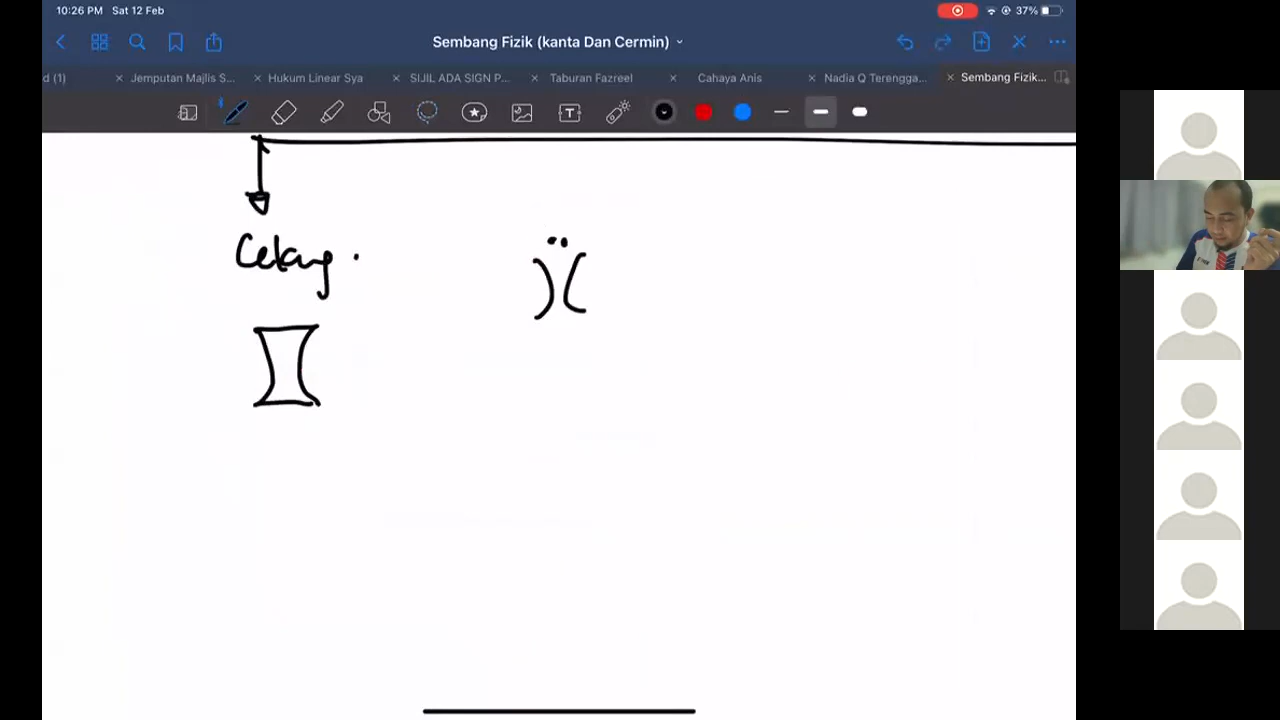 10:26 PM Sat 12 Feb
37%
Sembang Fizik (kanta Dan Cermin)
d (1)
Jemputan Majlis S...
Hukum Linear Sya
SIJIL ADA SIGN P...
Taburan Fazreel
Cahaya Anis
Nadia Q Terengga...
Sembang Fizik...
Cekung